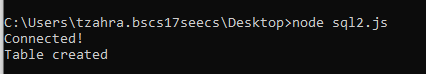 C:\Users\tzahra.bscs17seecs\Desktop>node sql2.js
Connected!
Table created